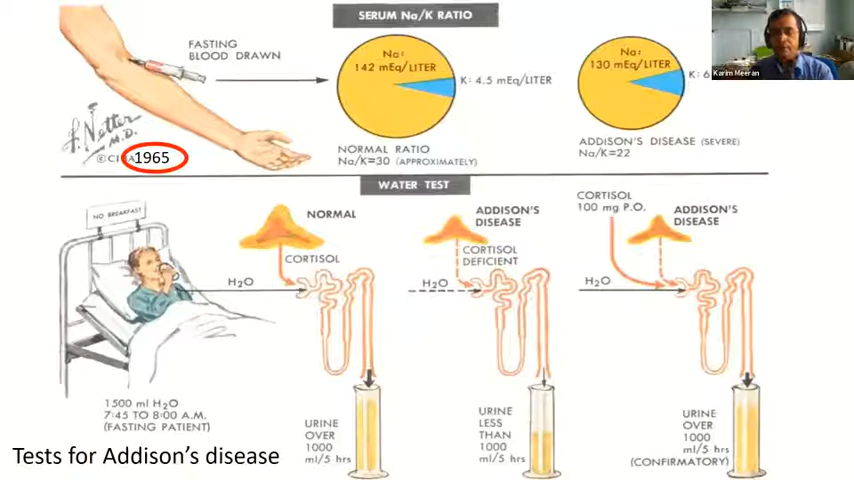 SERUM Na/K RATIO
Karim Meeran
FASTING
BLOOD DRAWN
Na:
142 mEq/LITER
K: 4.5 mEq/LITER
Na:
130 mEq/LITER
K: 6
F. Netter
M.D.
©CIBA
1965
NORMAL RATIO
Na/K=30 (APPROXIMATELY)
ADDISON'S DISEASE (SEVERE)
Na/K=22
WATER TEST
NO BREAKFAST
NORMAL
CORTISOL
H₂O
ADDISON'S
DISEASE
CORTISOL
DEFICIENT
H₂O
CORTISOL
100 mg P.O.
ADDISON'S
DISEASE
H₂O
1500 ml H₂O
7:45 TO 8:00 A.M.
(FASTING PATIENT)
URINE
OVER
1000
ml/5 hrs
URINE
LESS
THAN
1000
ml/5 hrs
URINE
OVER
1000
ml/5 hrs
(CONFIRMATORY)
Tests for Addison's disease